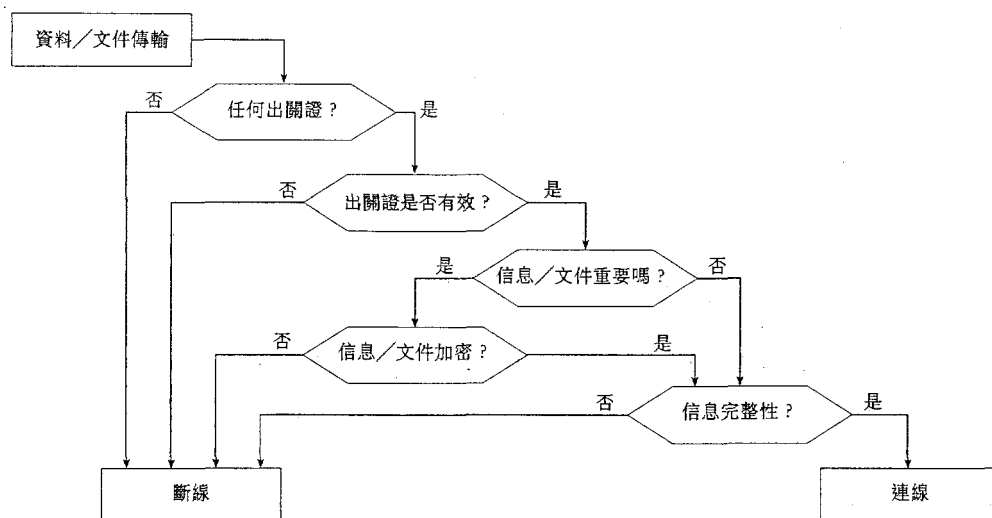 資料／文件傳輸
否
任何出關證？
是
否
出關證是否有效？
是
是
信息／文件重要嗎？
否
否
信息／文件加密？
是
否
信息完整性？
是
斷線
連線